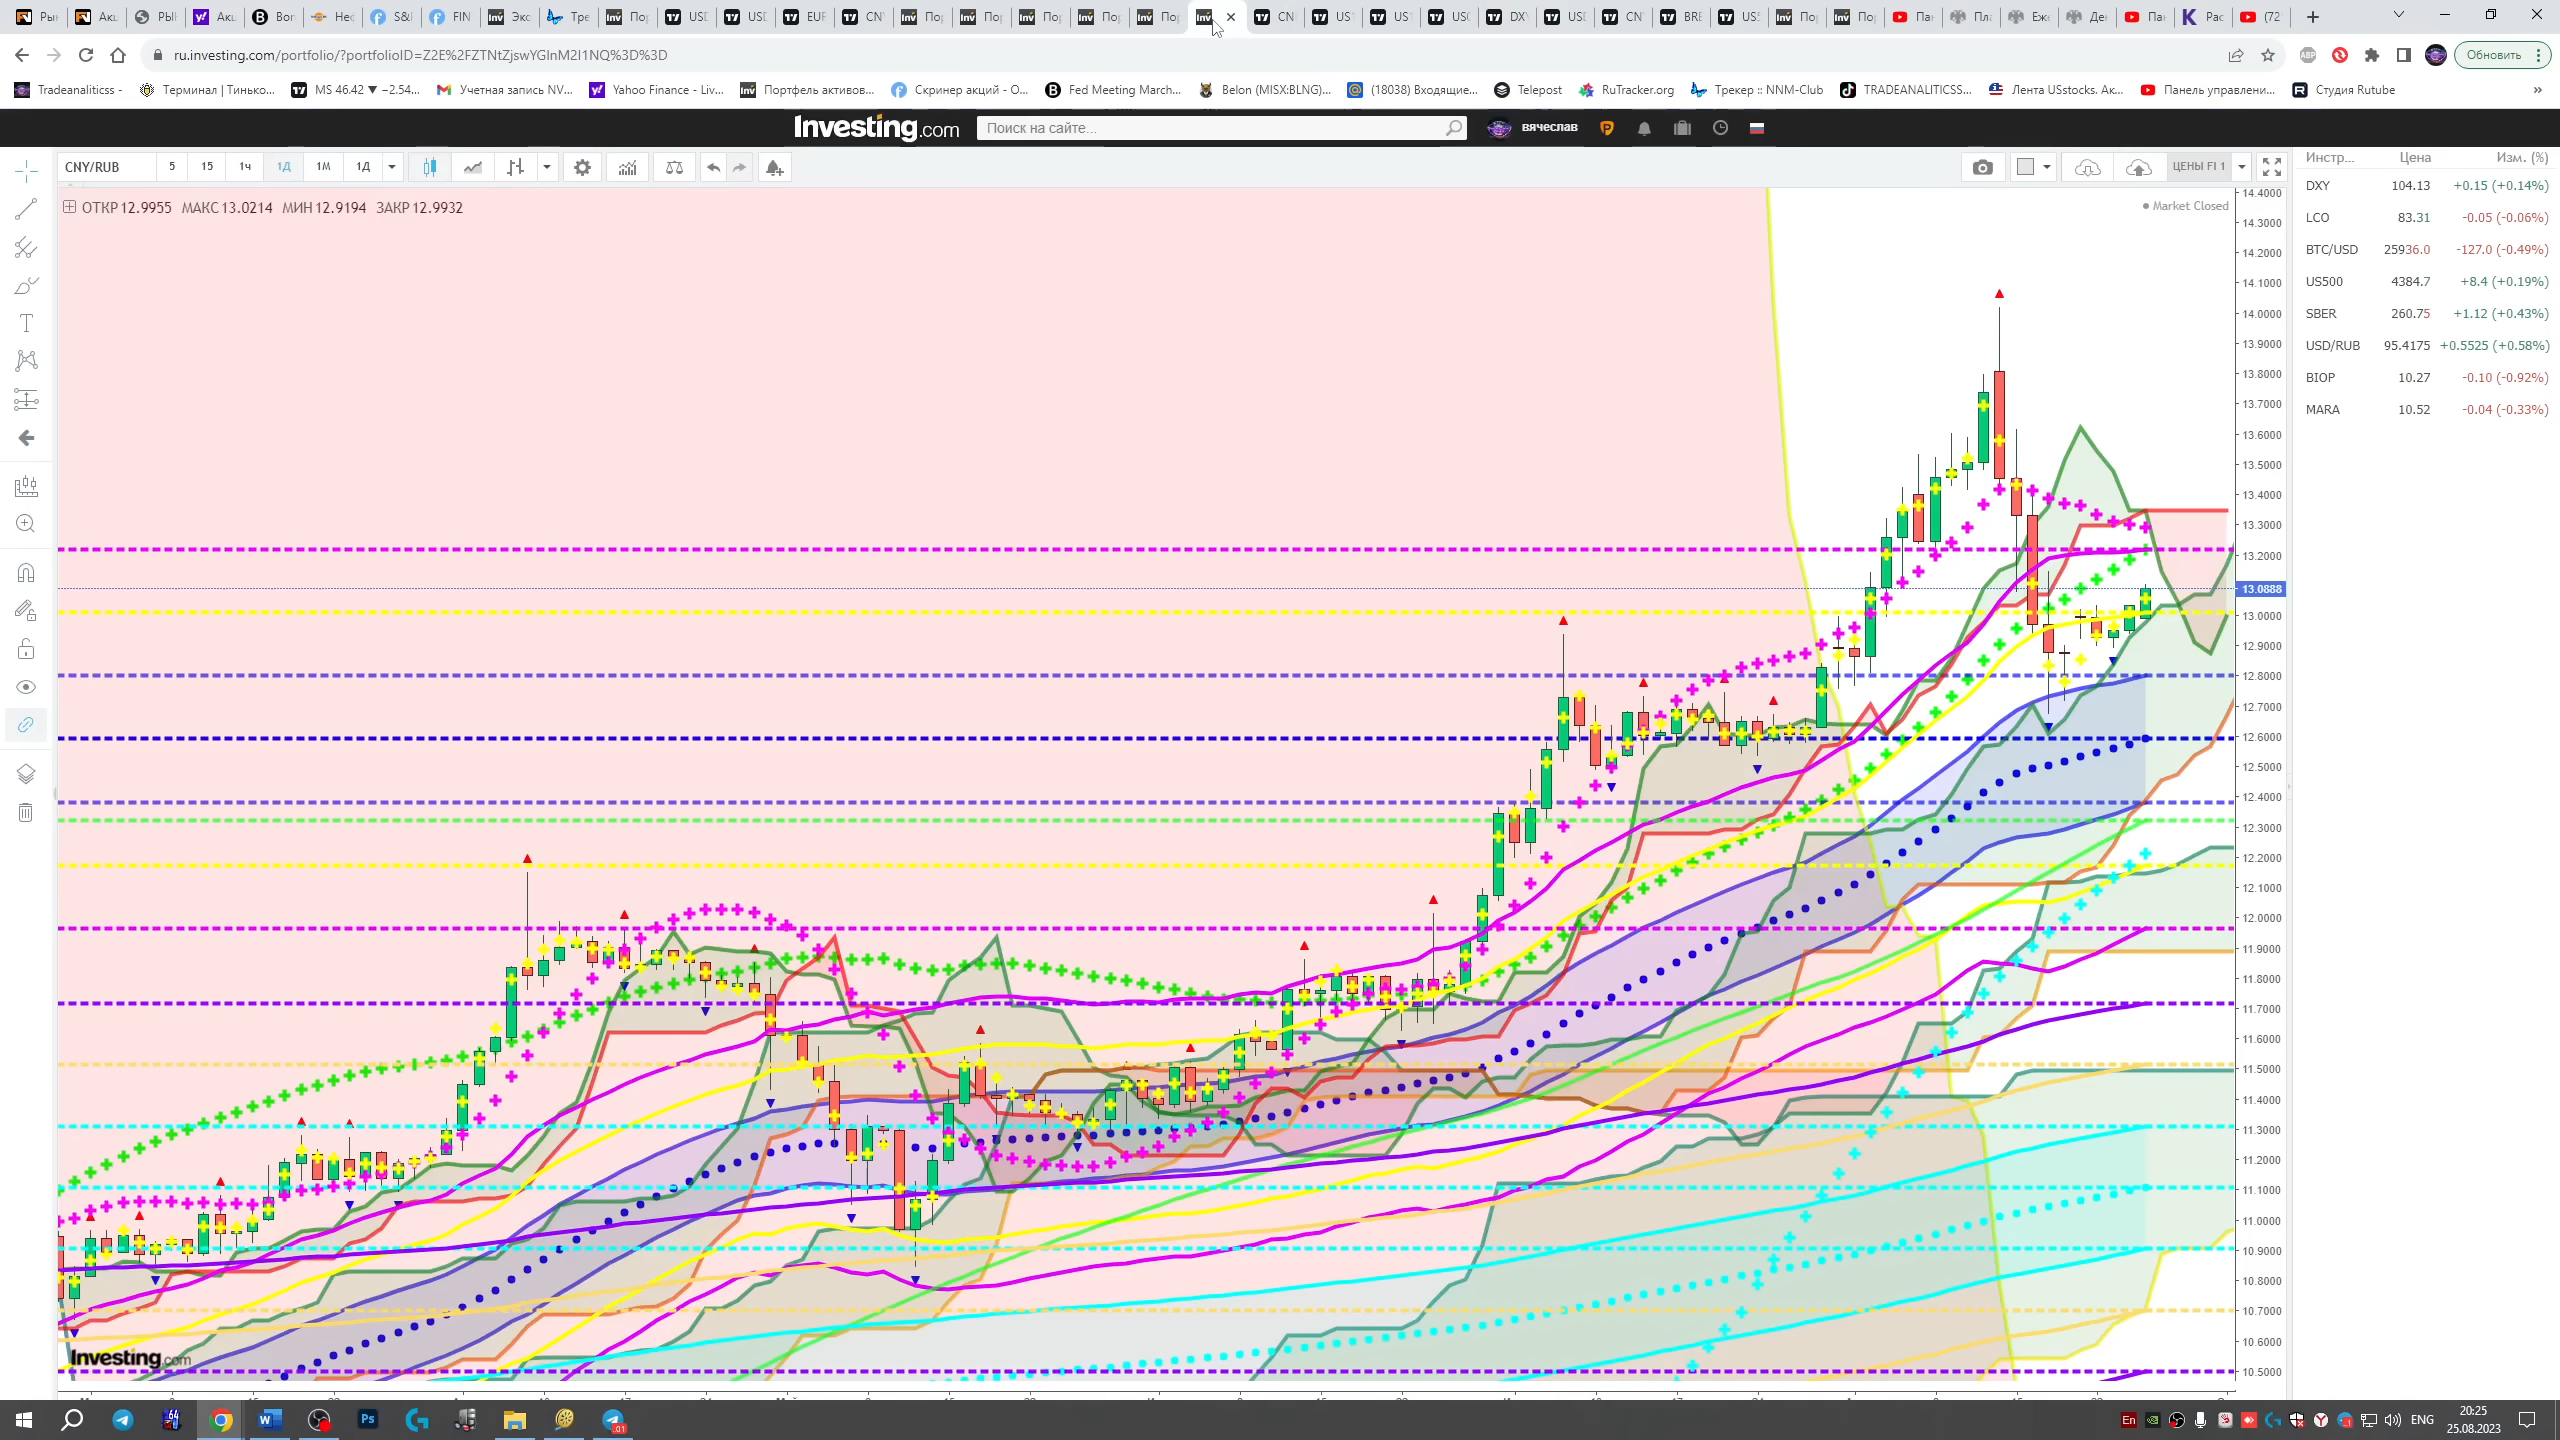 ru.investing.com/portfolio/?portfolioID=Z2E%2FZTNtZjswYGlnM2I1NQ%3D%3D
Обновить
Tradeanaliticss -
Терминал | Тинько...
MS 46.42 ▼ −2.54...
Учетная запись NV...
Yahoo Finance - Liv...
Портфель активов...
Скринер акций - O...
Fed Meeting March...
Belon (MISX:BLNG)...
(18038) Входящие...
Telepost
RuTracker.org
Трекер :: NNM-Club
TRADEANALITICSS...
Лента USstocks. Ак...
Панель управлени...
Студия Rutube
Investing.com
Поиск на сайте...
вячеслав
CNY/RUB 5 15 1ч 1Д 1М 1Д
ЦЕНЫ FI 1
ОТКР 12.9955 МАКС 13.0214 МИН 12.9194 ЗАКР 12.9932
Market Closed
Инстр... Цена Изм. (%)
DXY 104.13 +0.15 (+0.14%)
LCO 83.31 -0.05 (-0.06%)
BTC/USD 25936.0 -127.0 (-0.49%)
US500 4384.7 +8.4 (+0.19%)
SBER 260.75 +1.12 (+0.43%)
USD/RUB 95.4175 +0.5525 (+0.58%)
BIOP 10.27 -0.10 (-0.92%)
MARA 10.52 -0.04 (-0.33%)
14.4000
14.3000
14.2000
14.1000
14.0000
13.9000
13.8000
13.7000
13.6000
13.5000
13.4000
13.3000
13.2000
13.0888
13.0000
12.9000
12.8000
12.7000
12.6000
12.5000
12.4000
12.3000
12.2000
12.1000
12.0000
11.9000
11.8000
11.7000
11.6000
11.5000
11.4000
11.3000
11.2000
11.1000
11.0000
10.9000
10.8000
10.7000
10.6000
10.5000
Investing.com
ENG
20:25
25.08.2023